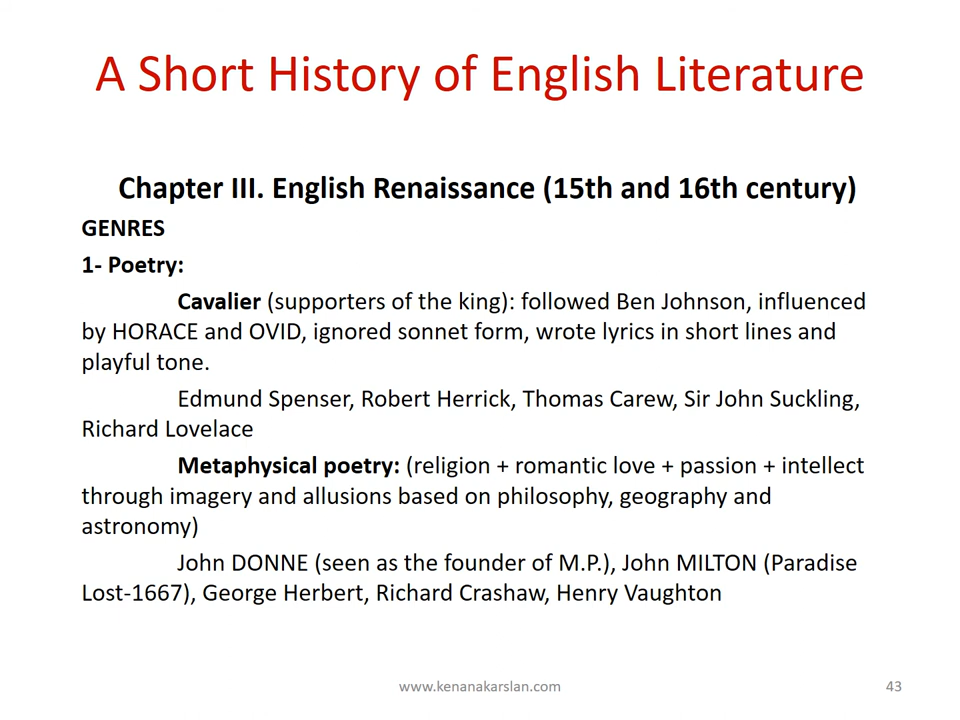 A Short History of English Literature
Chapter III. English Renaissance (15th and 16th century)
GENRES
1- Poetry:
Cavalier (supporters of the king): followed Ben Johnson, influenced
by HORACE and OVID, ignored sonnet form, wrote lyrics in short lines and
playful tone.
Edmund Spenser, Robert Herrick, Thomas Carew, Sir John Suckling,
Richard Lovelace
Metaphysical poetry: (religion + romantic love + passion + intellect
through imagery and allusions based on philosophy, geography and
astronomy)
John DONNE (seen as the founder of M.P.), John MILTON (Paradise
Lost-1667), George Herbert, Richard Crashaw, Henry Vaughton
www.kenanakarslan.com
43